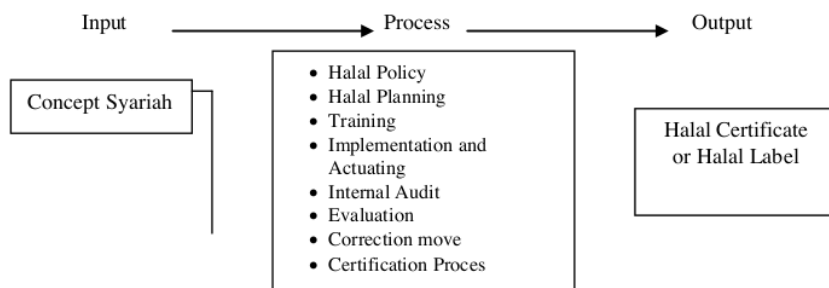 Input Process Output
Concept Syariah
• Halal Policy
• Halal Planning
• Training
• Implementation and
Actuating
• Internal Audit
• Evaluation
• Correction move
• Certification Proces
Halal Certificate
or Halal Label